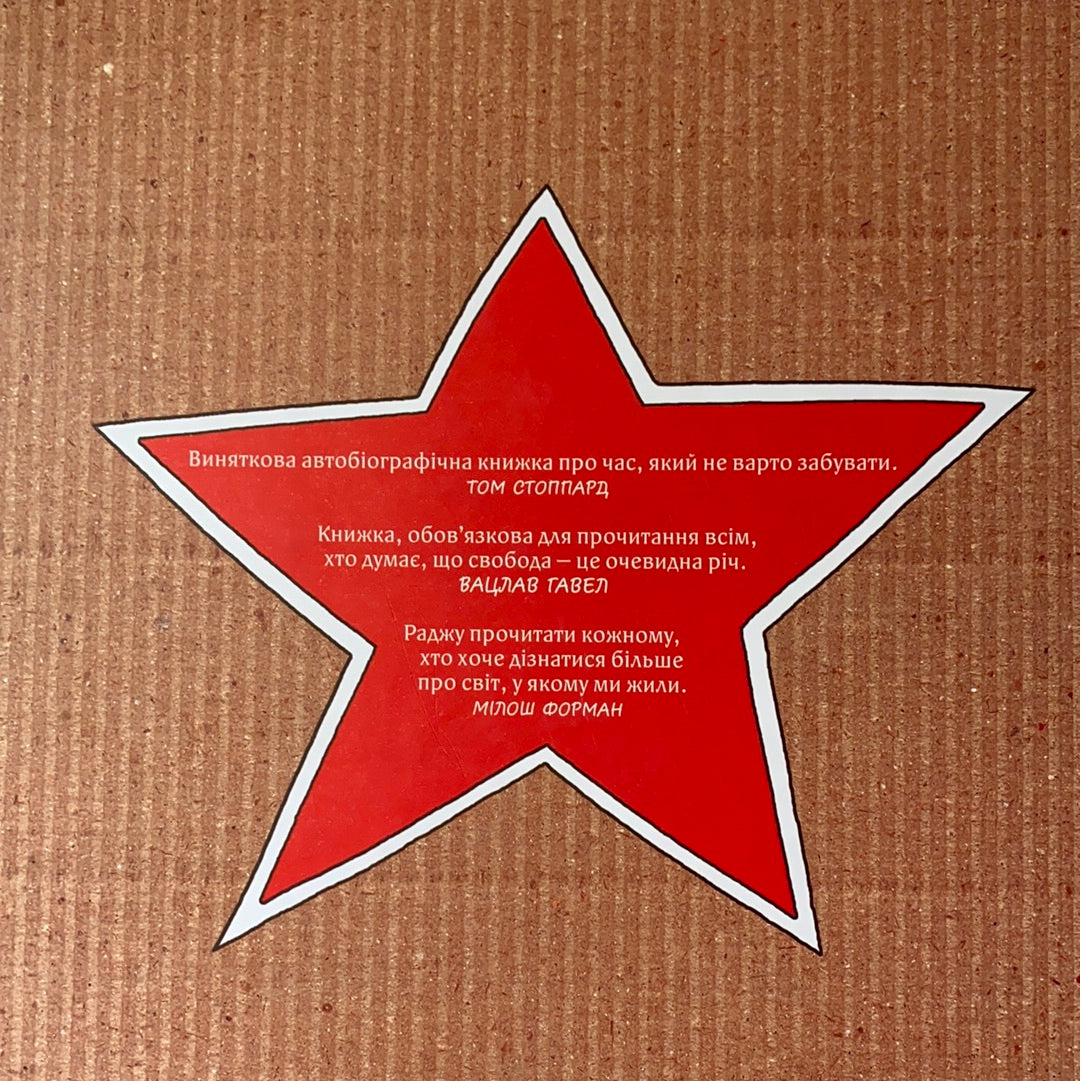 Виняткова автобіографічна книжка про час, який не варто забувати.
ТОМ СТОППАРД
Книжка, обов’язкова для прочитання всім,
хто думає, що свобода – це очевидна річ.
ВАЦЛАВ ГАВЕЛ
Раджу прочитати кожному,
хто хоче дізнатися більше
про світ, у якому ми жили.
МІЛОШ ФОРМАН